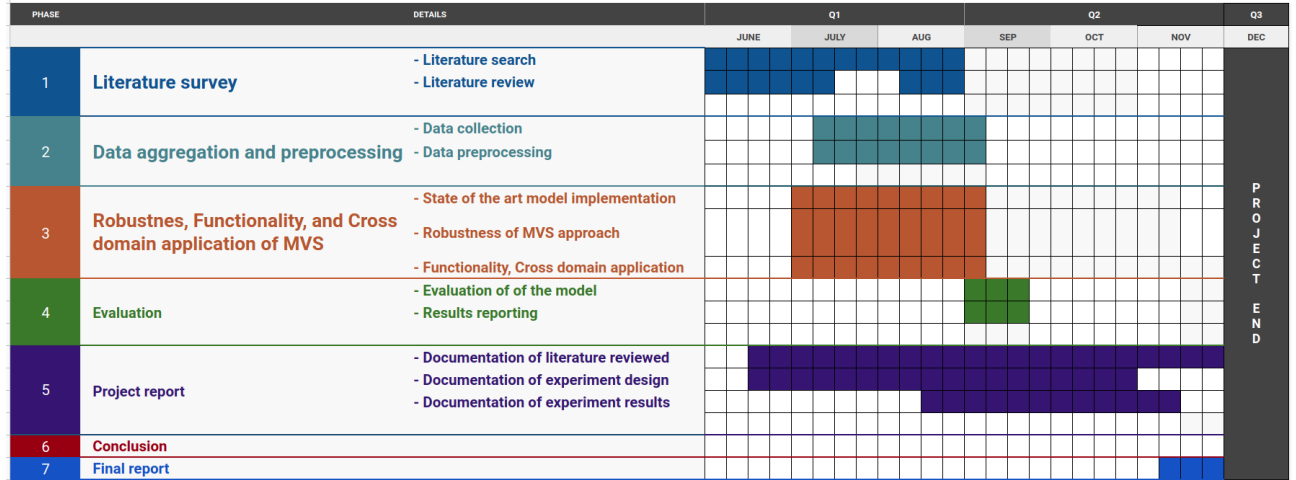 PHASE DETAILS Q1 Q2 Q3
JUNE JULY AUG SEP OCT NOV DEC
1 Literature survey
- Literature search
- Literature review
2 Data aggregation and preprocessing
- Data collection
- Data preprocessing
3 Robustnes, Functionality, and Cross
domain application of MVS
- State of the art model implementation
- Robustness of MVS approach
- Functionality, Cross domain application
4 Evaluation
- Evaluation of of the model
- Results reporting
5 Project report
- Documentation of literature reviewed
- Documentation of experiment design
- Documentation of experiment results
6 Conclusion
7 Final report
PROJECT END